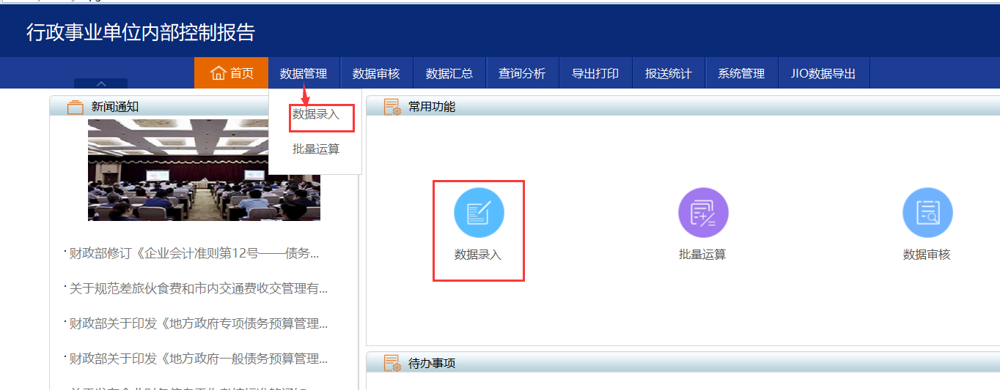 行政事业单位内部控制报告
首页 数据管理 数据审核 数据汇总 查询分析 导出打印 报送统计 系统管理 JIO数据导出
数据录入
批量运算
新闻通知
财政部修订《企业会计准则第12号——债务...
关于规范差旅伙食费和市内交通费收交管理有...
财政部关于印发《地方政府专项债务预算管理...
财政部关于印发《地方政府一般债务预算管理...
常用功能
数据录入 批量运算 数据审核
待办事项